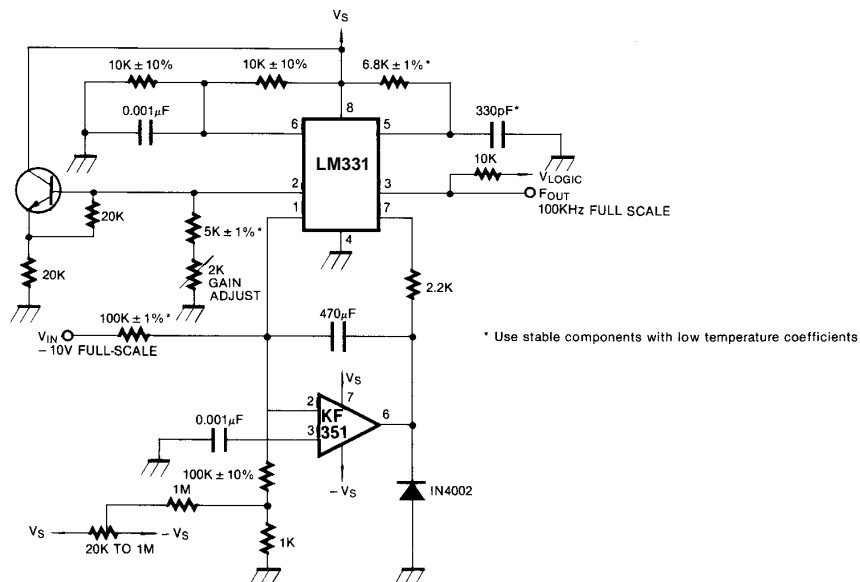 Vs
10K ± 10%
10K ± 10%
6.8K ± 1% *
0.001µF
8
330pF*
6
5
LM331
10K
VLOGIC
2
3
FOUT
100KHz FULL SCALE
20K
1
7
5K ± 1% *
4
20K
2K
GAIN
ADJUST
2.2K
100K ± 1% *
470µF
VIN
– 10V FULL-SCALE
* Use stable components with low temperature coefficients
Vs
7
2
KF
351
6
0.001µF
3
100K ± 10%
– Vs
1M
IN4002
Vs
– Vs
20K TO 1M
1K